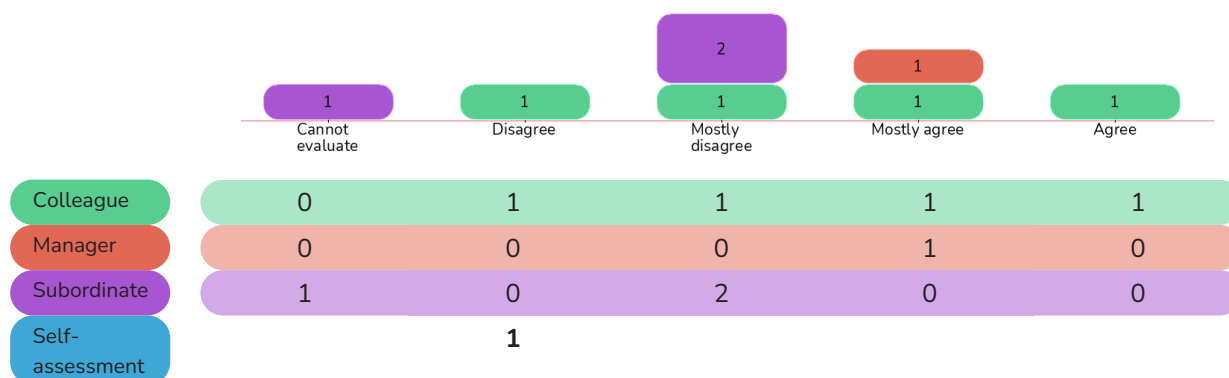 2
1
1 1 1 1 1
Cannot evaluate Disagree Mostly disagree Mostly agree Agree
Colleague 0 1 1 1 1
Manager 0 0 0 1 0
Subordinate 1 0 2 0 0
Self-
assessment
1